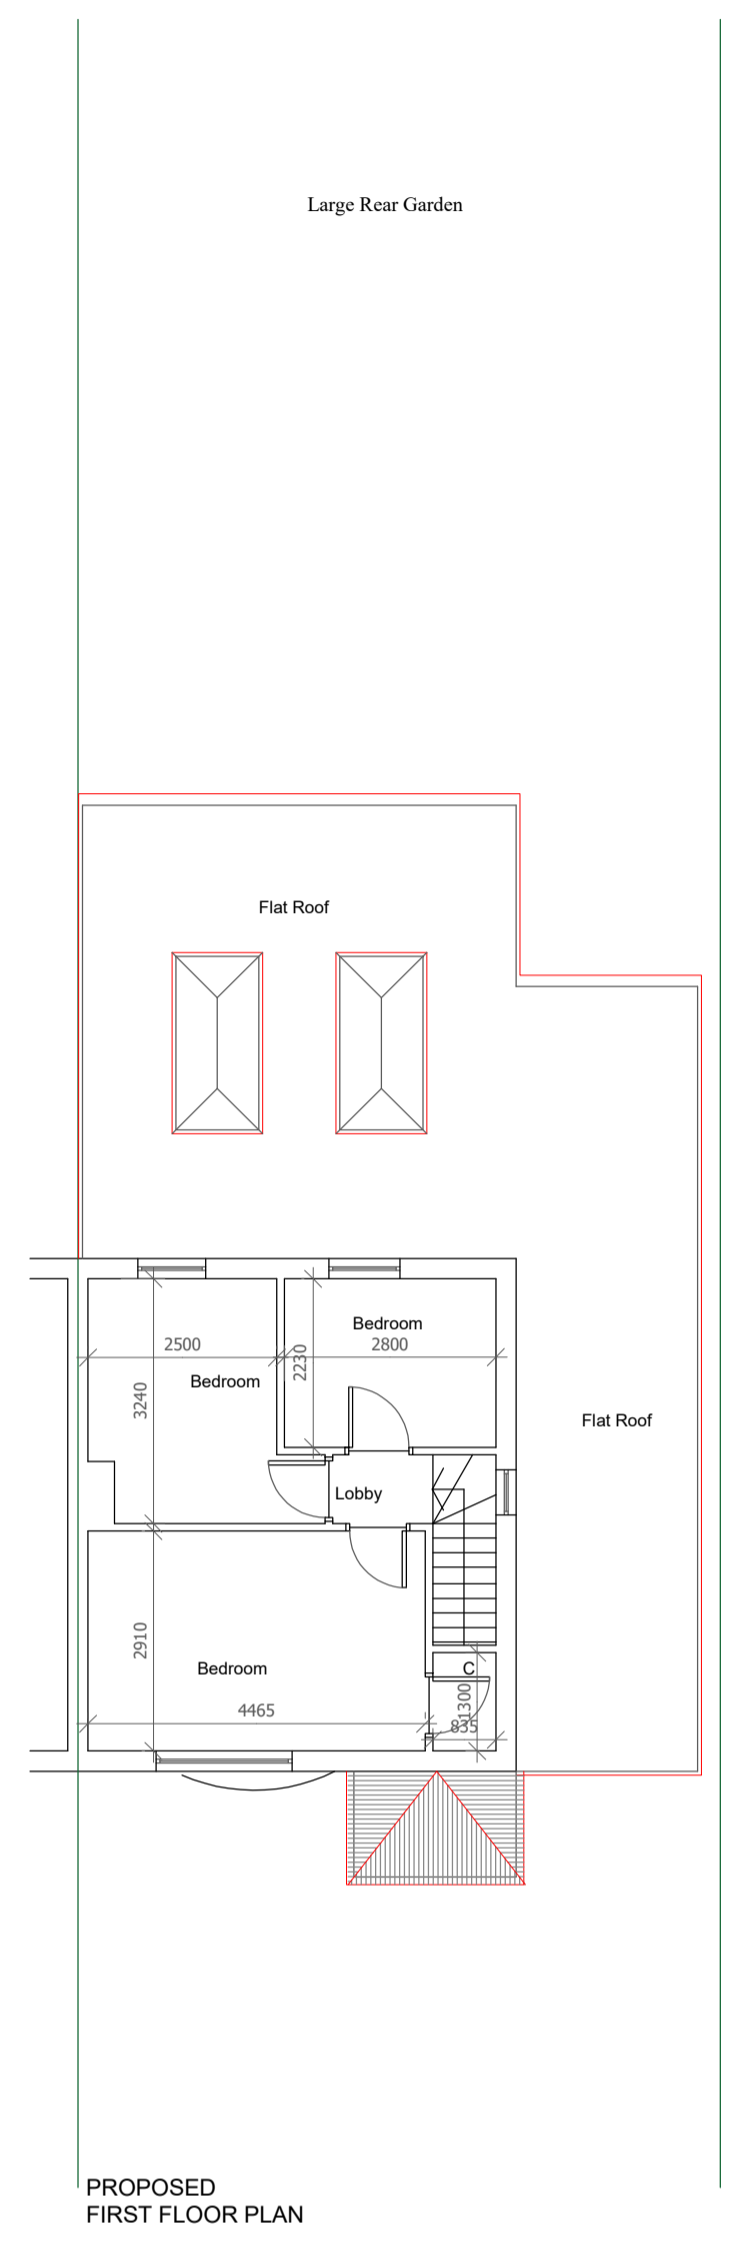 Large Rear Garden
Flat Roof
Bedroom
2500
2800
2230
Bedroom
3240
Flat Roof
Lobby
2910
Bedroom
C
1300
4465
835
PROPOSED
FIRST FLOOR PLAN